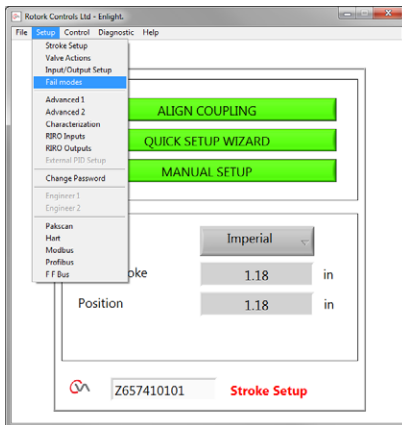 Rotork Controls Ltd - Enlight.
File Setup Control Diagnostic Help
Stroke Setup
Valve Actions
Input/Output Setup
Fail modes
Advanced 1
Advanced 2
Characterization
RIRO Inputs
RIRO Outputs
External PID Setup
Change Password
Engineer 1
Engineer 2
Pakscan
Hart
Modbus
Profibus
F F Bus
ALIGN COUPLING
QUICK SETUP WIZARD
MANUAL SETUP
Imperial
oke 1.18 in
Position 1.18 in
Z657410101 Stroke Setup